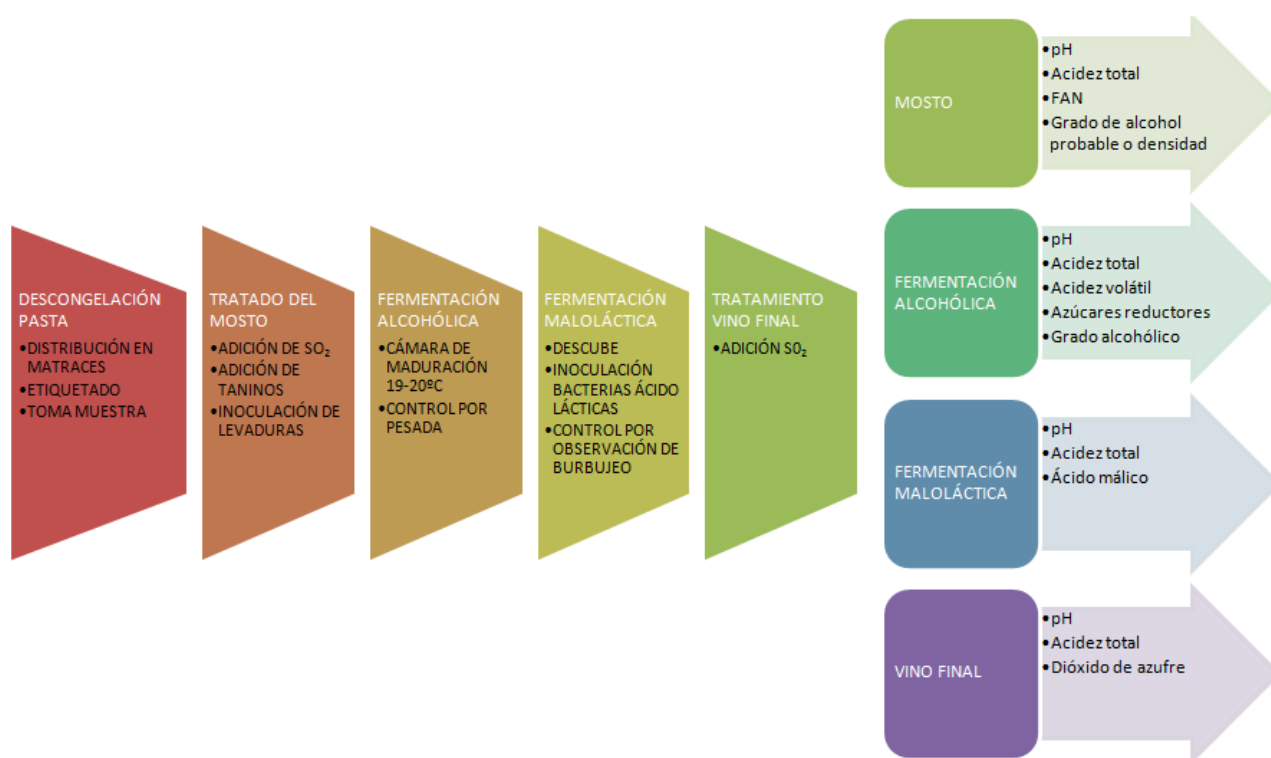 DESCONGELACIÓN
PASTA
•DISTRIBUCIÓN EN
MATRACES
•ETIQUETADO
•TOMA MUESTRA
TRATADO DEL
MOSTO
•ADICIÓN DE SO₂
•ADICIÓN DE
TANINOS
•INOCULACIÓN DE
LEVADURAS
FERMENTACIÓN
ALCOHÓLICA
•CÁMARA DE
MADURACIÓN
19-20ºC
•CONTROL POR
PESADA
FERMENTACIÓN
MALOLÁCTICA
•DESCUBE
•INOCULACIÓN
BACTERIAS ÁCIDO
LÁCTICAS
•CONTROL POR
OBSERVACIÓN DE
BURBUJEO
TRATAMIENTO
VINO FINAL
•ADICIÓN S0₂
MOSTO
•pH
•Acidez total
•FAN
•Grado de alcohol
probable o densidad
FERMENTACIÓN
ALCOHÓLICA
•pH
•Acidez total
•Acidez volátil
•Azúcares reductores
•Grado alcohólico
FERMENTACIÓN
MALOLÁCTICA
•pH
•Acidez total
•Ácido málico
VINO FINAL
•pH
•Acidez total
•Dióxido de azufre